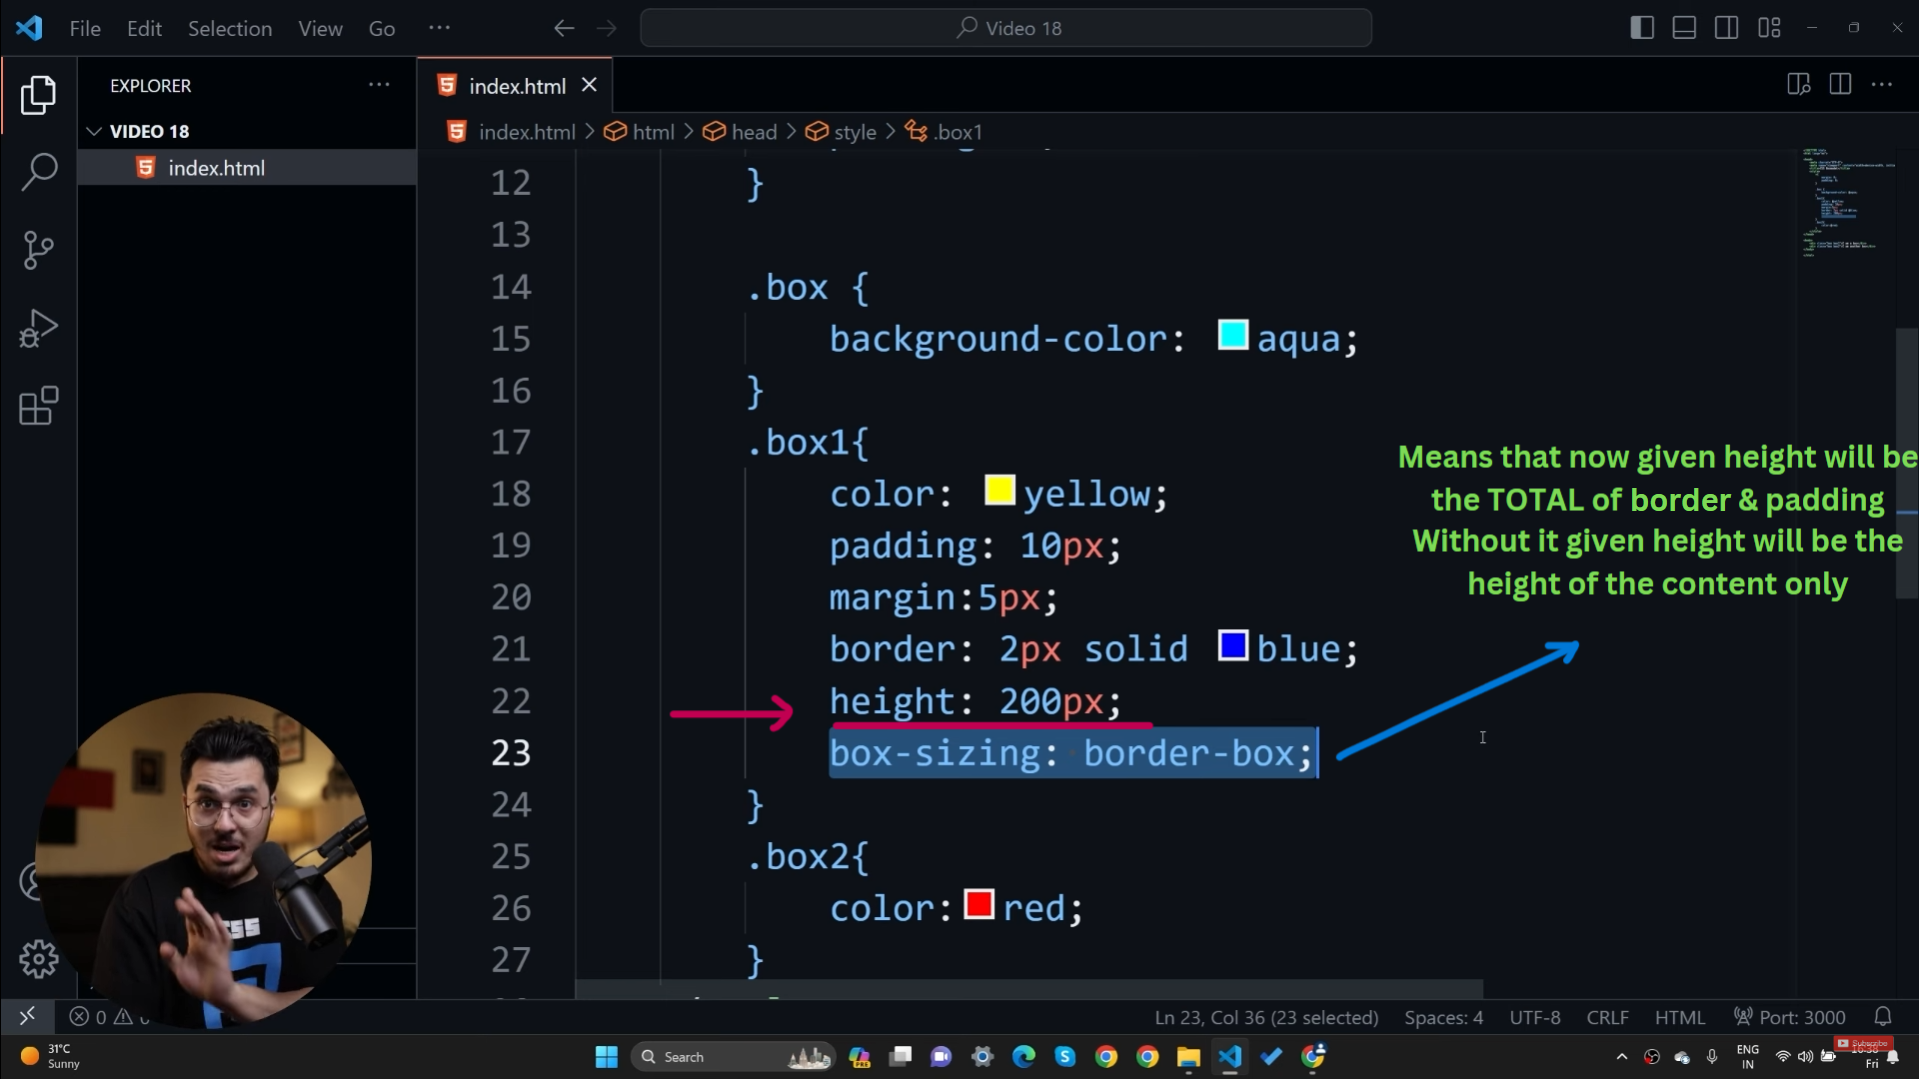 File Edit Selection View Go ...
Video 18
EXPLORER ...
VIDEO 18
index.html
index.html
index.html > html > head > style > .box1
12 }
13
14 .box {
15 background-color: aqua;
16 }
17 .box1{
18 color: yellow;
19 padding: 10px;
20 margin:5px;
21 border: 2px solid blue;
22 height: 200px;
23 box-sizing: border-box;
24 }
25 .box2{
26 color: red;
27 }
Means that now given height will be
the TOTAL of border & padding
Without it given height will be the
height of the content only
0
Ln 23, Col 36 (23 selected) Spaces: 4 UTF-8 CRLF HTML Port: 3000
31°C
Sunny
Search
ENG
IN
Subscribe
16:38
Fri